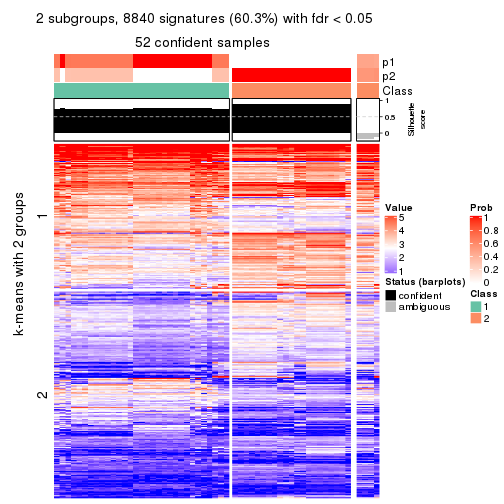 2 subgroups, 8840 signatures (60.3%) with fdr < 0.05
52 confident samples
p1
p2
Class
1
0.5
0
Silhouette
score
k-means with 2 groups
1
2
Value
5
4
3
2
1
Prob
1
0.8
0.6
0.4
0.2
0
Status (barplots)
confident
ambiguous
Class
1
2